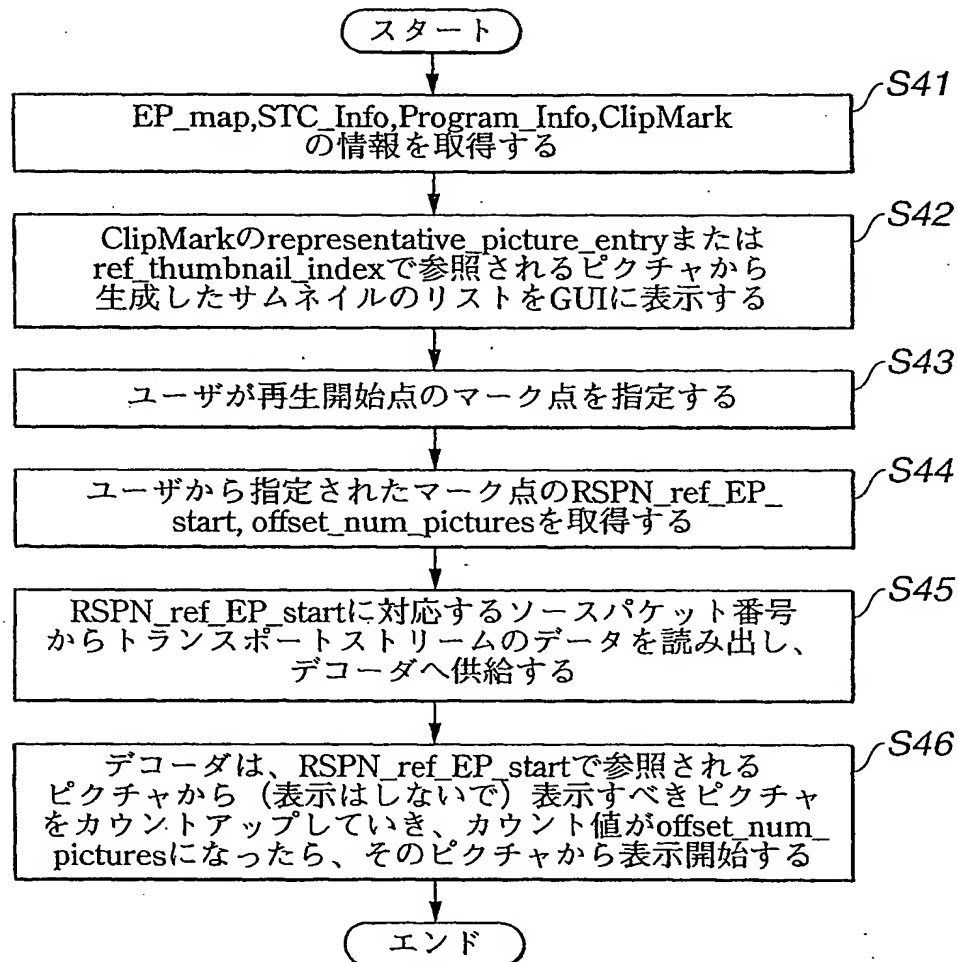 スタート
S41
EP_map,STC_Info,Program_Info,ClipMark
の情報を取得する
S42
ClipMarkのrepresentative_picture_entryまたは
ref_thumbnail_indexで参照されるピクチャから
生成したサムネイルのリストをGUIに表示する
S43
ユーザが再生開始点のマーク点を指定する
S44
ユーザから指定されたマーク点のRSPN_ref_EP_
start, offset_num_picturesを取得する
S45
RSPN_ref_EP_startに対応するソースパケット番号
からトランスポートストリームのデータを読み出し、
デコーダへ供給する
S46
デコーダは、RSPN_ref_EP_startで参照される
ピクチャから（表示はしないで）表示すべきピクチャ
をカウントアップしていき、カウント値がoffset_num_
picturesになったら、そのピクチャから表示開始する
エンド